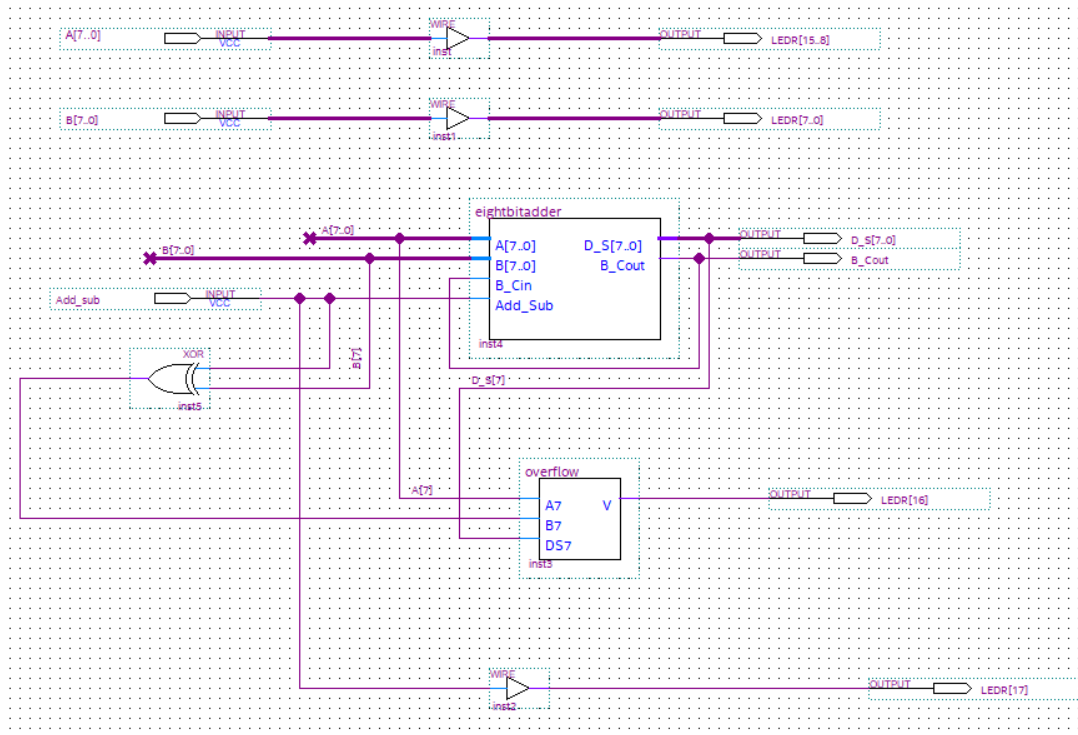 A[7..0]
INPUT
VCC
WIRE
inst
OUTPUT
LEDR[15..8]
B[7..0]
INPUT
VCC
WIRE
inst1
OUTPUT
LEDR[7..0]
eightbitadder
A[7..0]
B[7..0]
A[7..0]
B[7..0]
B_Cin
Add_Sub
D_S[7..0]
B_Cout
inst4
OUTPUT
D_S[7..0]
OUTPUT
B_Cout
Add_sub
INPUT
VCC
XOR
inst5
B[7]
D_S[7]
overflow
A[7]
A7
B7
DS7
V
inst3
OUTPUT
LEDR[16]
WIRE
inst2
OUTPUT
LEDR[17]